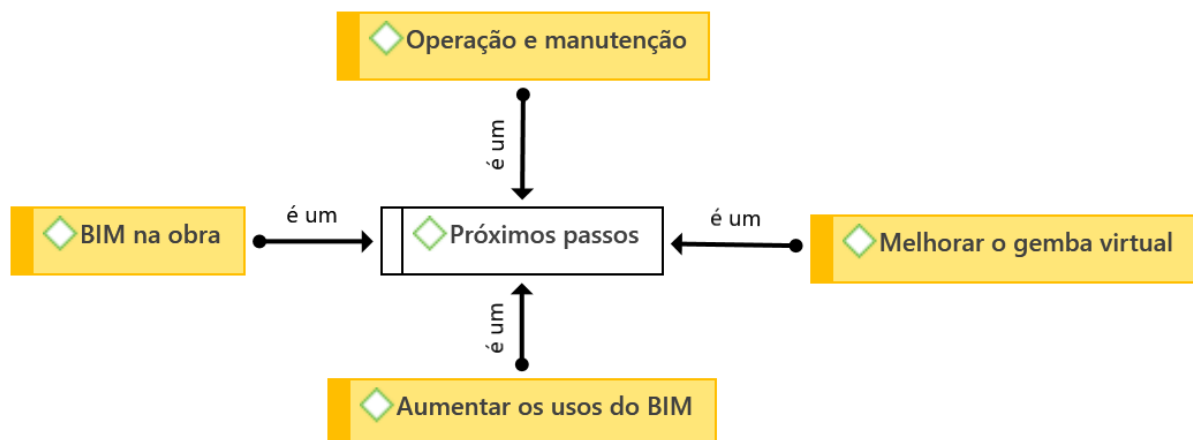 Operação e manutenção
é um
BIM na obra
é um
Próximos passos
é um
Melhorar o gemba virtual
é um
Aumentar os usos do BIM